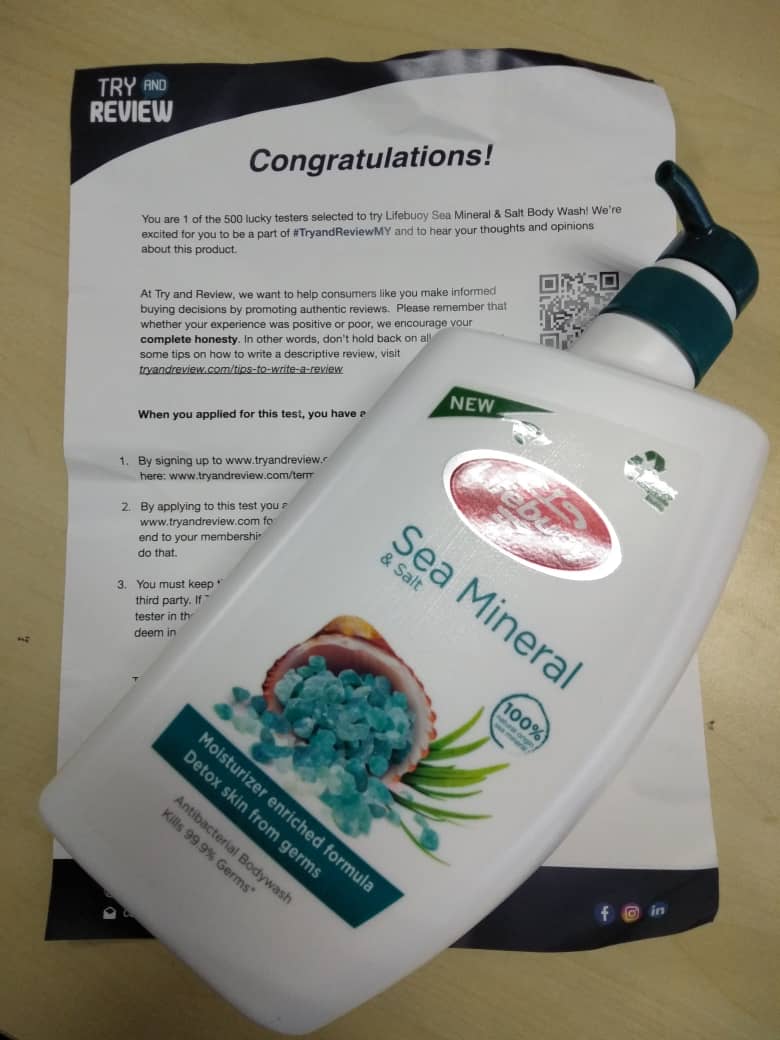 TRY AND
REVIEW
Congratulations!
You are 1 of the 500 lucky testers selected to try Lifebuoy Sea Mineral & Salt Body Wash! We're
excited for you to be a part of #TryandReviewMY and to hear your thoughts and opinions
about this product.
At Try and Review, we want to help consumers like you make informed
buying decisions by promoting authentic reviews. Please remember that
whether your experience was positive or poor, we encourage your
complete honesty. In other words, don't hold back on all
some tips on how to write a descriptive review, visit
tryandreview.com/tips-to-write-a-review
When you applied for this test, you have a
1. By signing up to www.tryandreview.c
here: www.tryandreview.com/term
2. By applying to this test you a
www.tryandreview.com fo
end to your membership
do that.
3. You must keep
third party. If
tester in the
deem in
NEW
Lifebuoy
Sea Mineral
& Salt
100%
natural origin
sea mineral
Moisturizer enriched formula
Detox skin from germs
Antibacterial Bodywash
Kills 99.9% Germs*